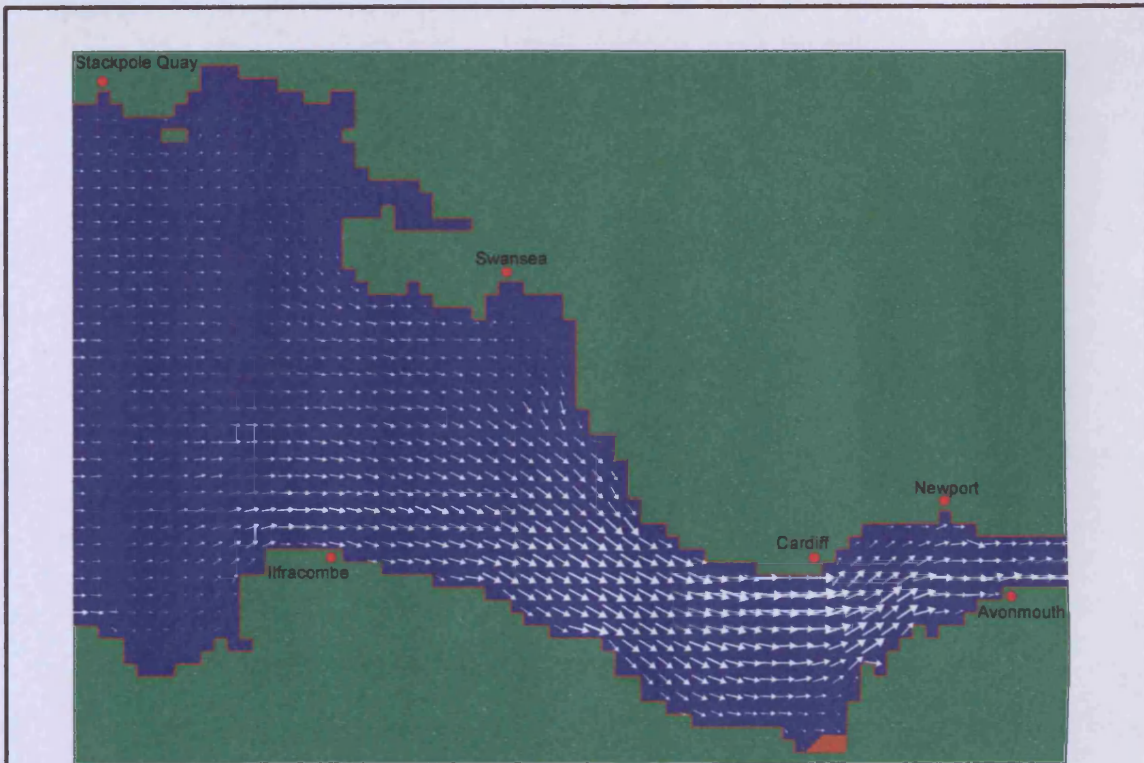 Stackpole Quay
Swansea
Newport
Cardiff
Ilfracombe
Avonmouth